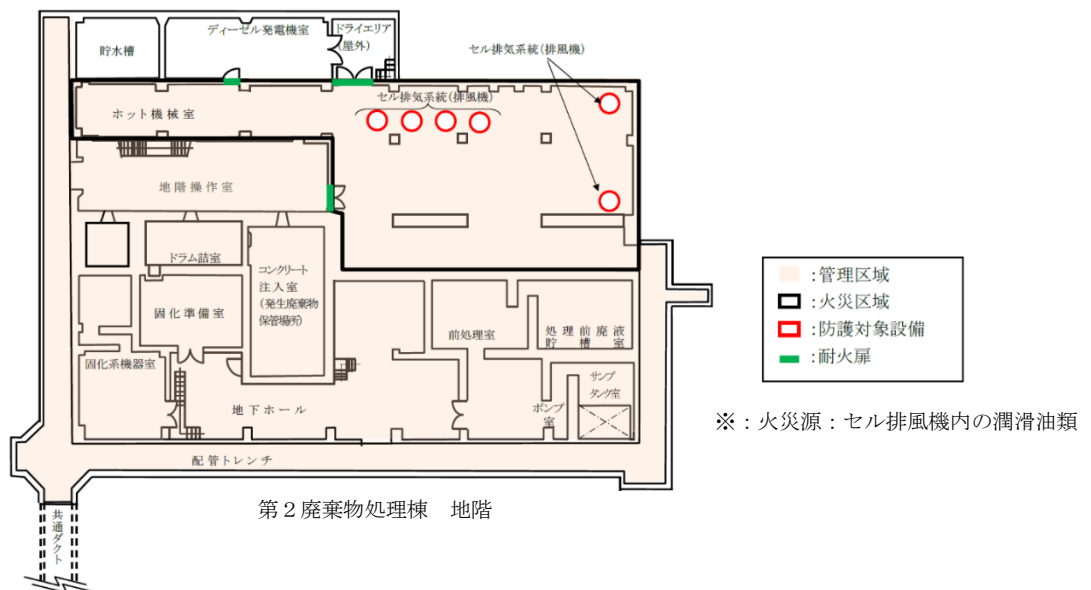 ディーゼル発電機室
ドライエリア
(屋外)
貯水槽
セル排気系統(排風機)
セル排気系統(排風機)
ホット機械室
地階操作室
ドラム詰室
コンクリート
注入室
(発生廃棄物
保管場所)
固化準備室
前処理室
処理前廃液
貯槽室
固化系機器室
サンプ
タンク室
地下ホール
ポンプ
室
配管トレンチ
共通ダクト
第2廃棄物処理棟 地階
:管理区域
:火災区域
:防護対象設備
:耐火扉
※:火災源:セル排風機内の潤滑油類